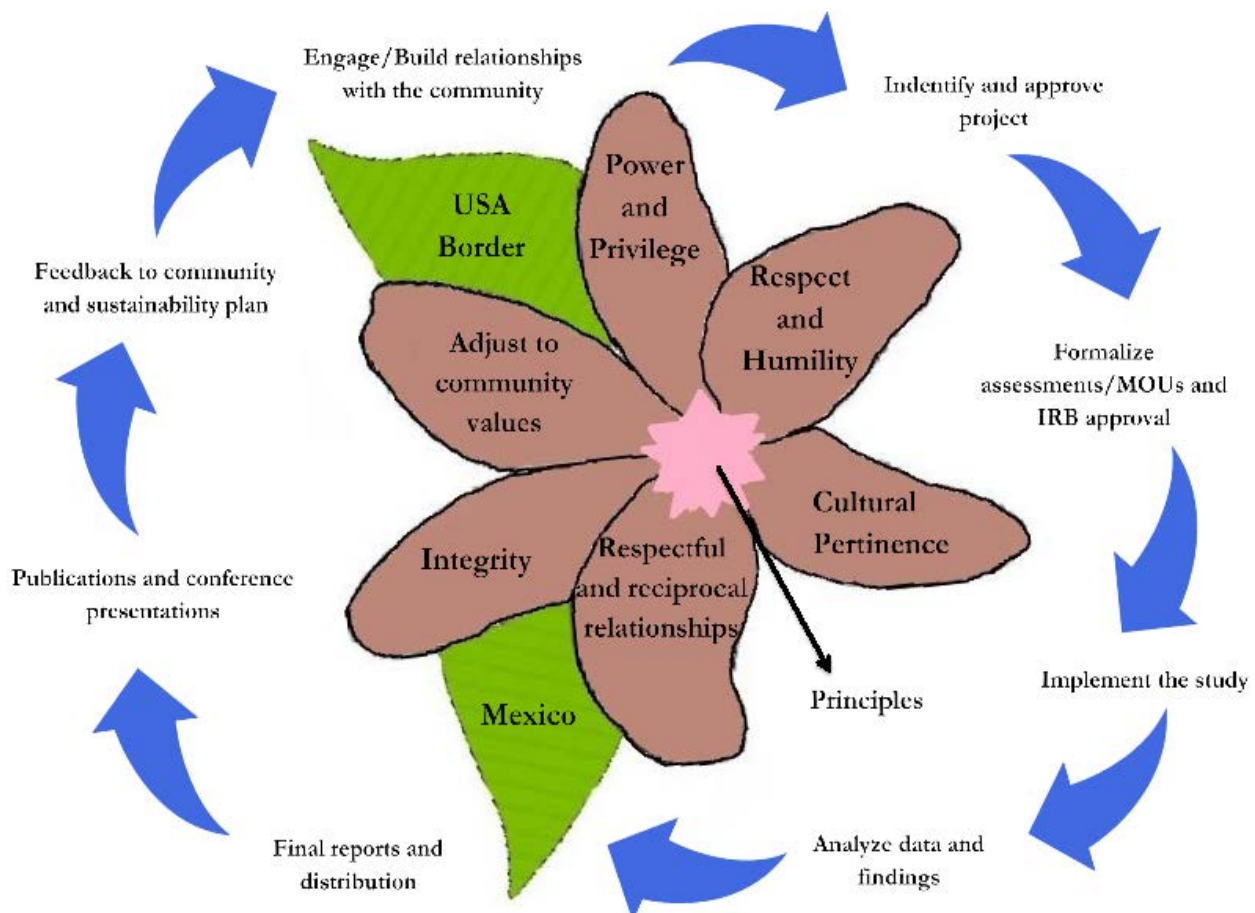 Engage/Build relationships
with the community
Indentify and approve
project
Formalize
assessments/MOUs and
IRB approval
Implement the study
Analyze data and
findings
Final reports and
distribution
Publications and conference
presentations
Feedback to community
and sustainability plan
USA
Border
Power
and
Privilege
Respect
and
Humility
Cultural
Pertinence
Respectful
and reciprocal
relationships
Integrity
Adjust to
community
values
Mexico
Principles